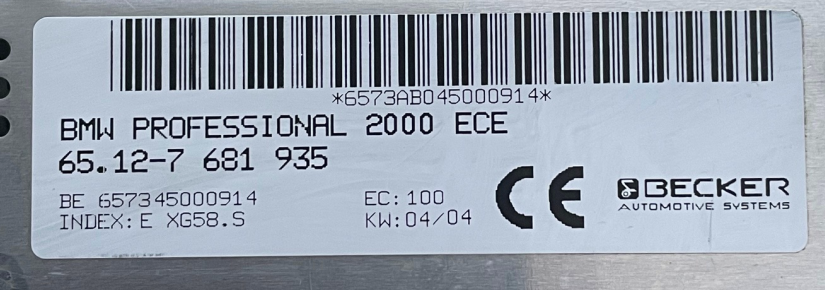 *6573AB045000914*
BMW PROFESSIONAL 2000 ECE
65.12-7 681 935
BE 657345000914
INDEX: E XG58.S
EC: 100
KW: 04/04
CE
BECKER
AUTOMOTIVE SYSTEMS